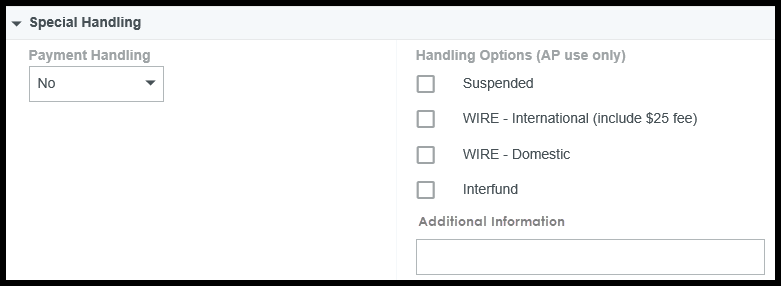 Special Handling
Payment Handling
No
Handling Options (AP use only)
Suspended
WIRE - International (include $25 fee)
WIRE - Domestic
Interfund
Additional Information